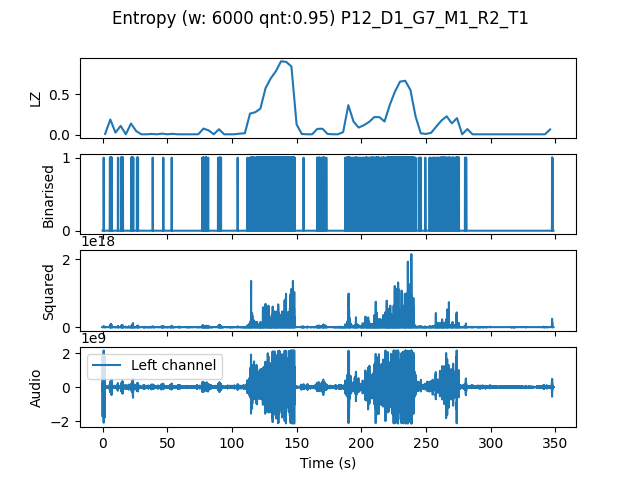 Entropy (w: 6000 qnt:0.95) P12_D1_G7_M1_R2_T1
LZ
0.5
0.0
Binarised
1
0
1e18
Squared
2
0
1e9
Audio
2
0
−2
Left channel
0 50 100 150 200 250 300 350
Time (s)